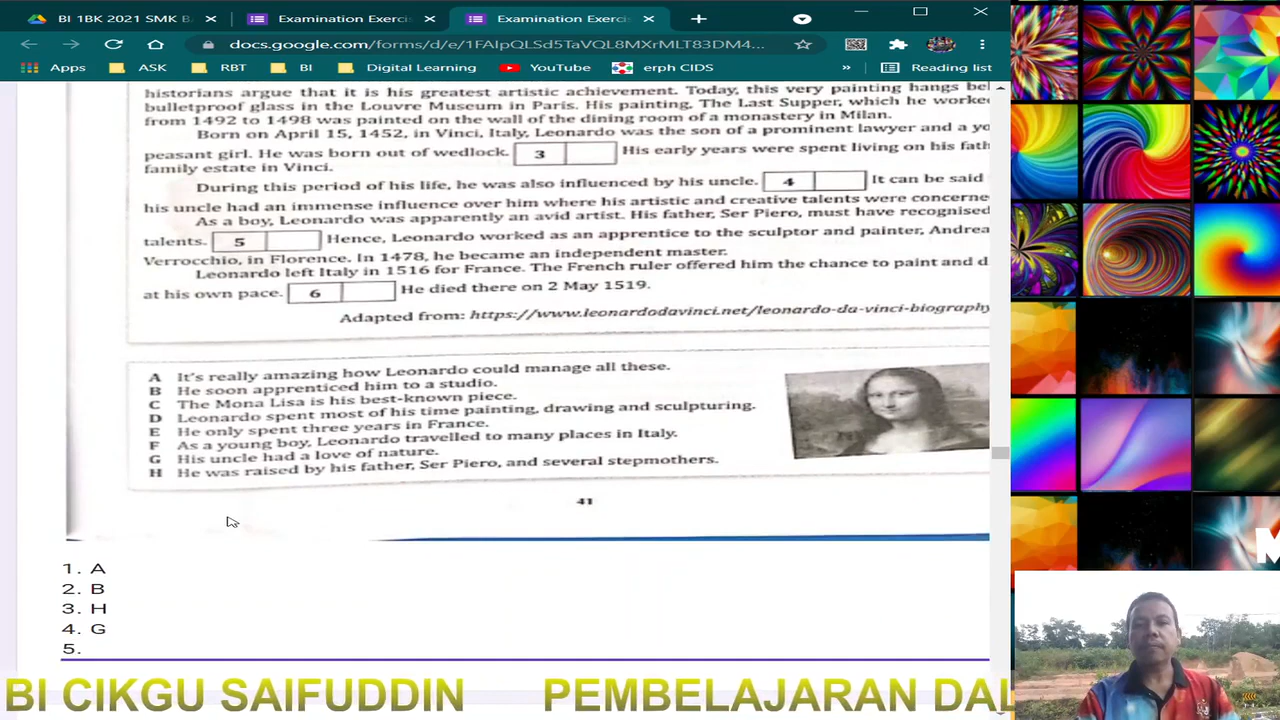 BI 1BK 2021 SMK B
Examination Exerci
Examination Exerci
docs.google.com/forms/d/e/1FAIpQLSd5TaVQL8MXrMLT83DM4...
Apps ASK RBT BI Digital Learning YouTube erph CIDS » Reading list
historians argue that it is his greatest artistic achievement. Today, this very painting hangs be
bulletproof glass in the Louvre Museum in Paris. His painting, The Last Supper, which he worke
from 1492 to 1498 was painted on the wall of the dining room of a monastery in Milan.
Born on April 15, 1452, in Vinci, Italy, Leonardo was the son of a prominent lawyer and a yo
peasant girl. He was born out of wedlock. 3 His early years were spent living on his fath
family estate in Vinci.
During this period of his life, he was also influenced by his uncle. 4 It can be said
his uncle had an immense influence over him where his artistic and creative talents were concerne
As a boy, Leonardo was apparently an avid artist. His father, Ser Piero, must have recognised
talents. 5 Hence, Leonardo worked as an apprentice to the sculptor and painter, Andrea
Verrocchio, in Florence. In 1478, he became an independent master.
Leonardo left Italy in 1516 for France. The French ruler offered him the chance to paint and d
at his own pace. 6 He died there on 2 May 1519.
Adapted from: https://www.leonardodavinci.net/leonardo-da-vinci-biography
A It's really amazing how Leonardo could manage all these.
B He soon apprenticed him to a studio.
C The Mona Lisa is his best-known piece.
D Leonardo spent most of his time painting, drawing and sculpturing.
E He only spent three years in France.
F As a young boy, Leonardo travelled to many places in Italy.
G His uncle had a love of nature.
H He was raised by his father, Ser Piero, and several stepmothers.
41
1. A
2. B
3. H
4. G
5.
M
BI CIKGU SAIFUDDIN PEMBELAJARAN DAL